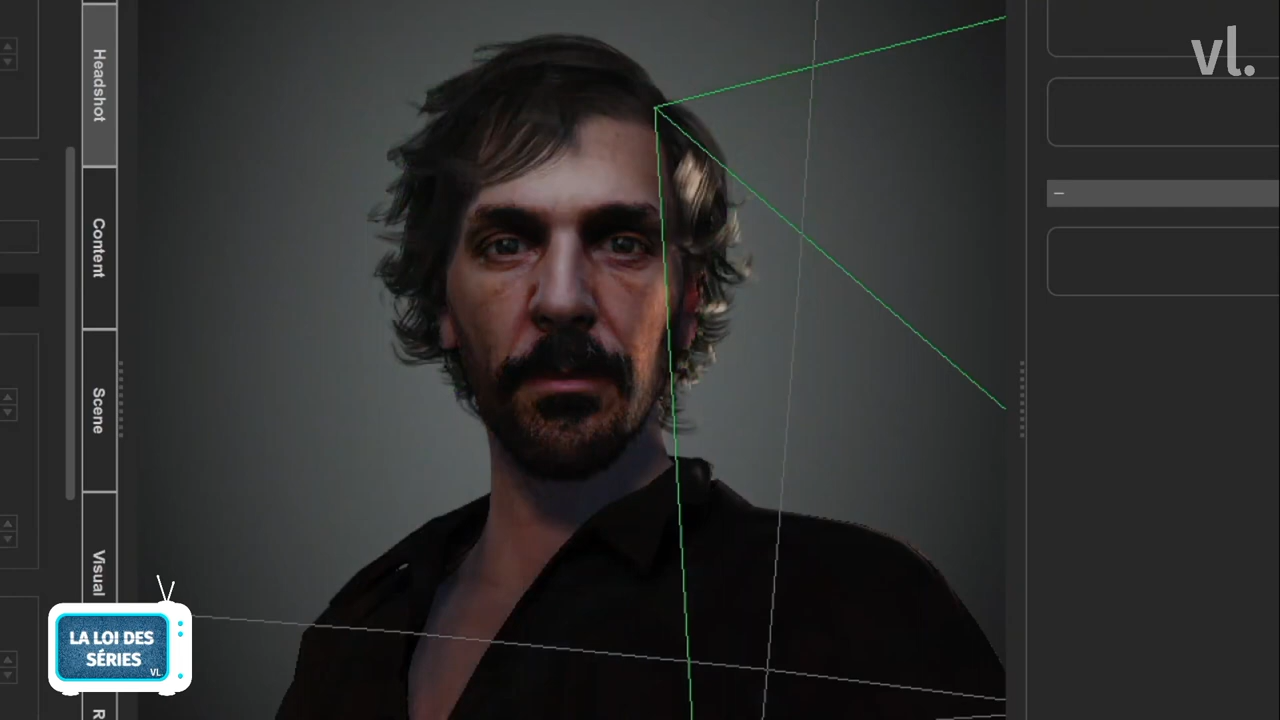 Headshot
Content
Scene
Visual
R
vl.
LA LOI DES
SÉRIES
VL